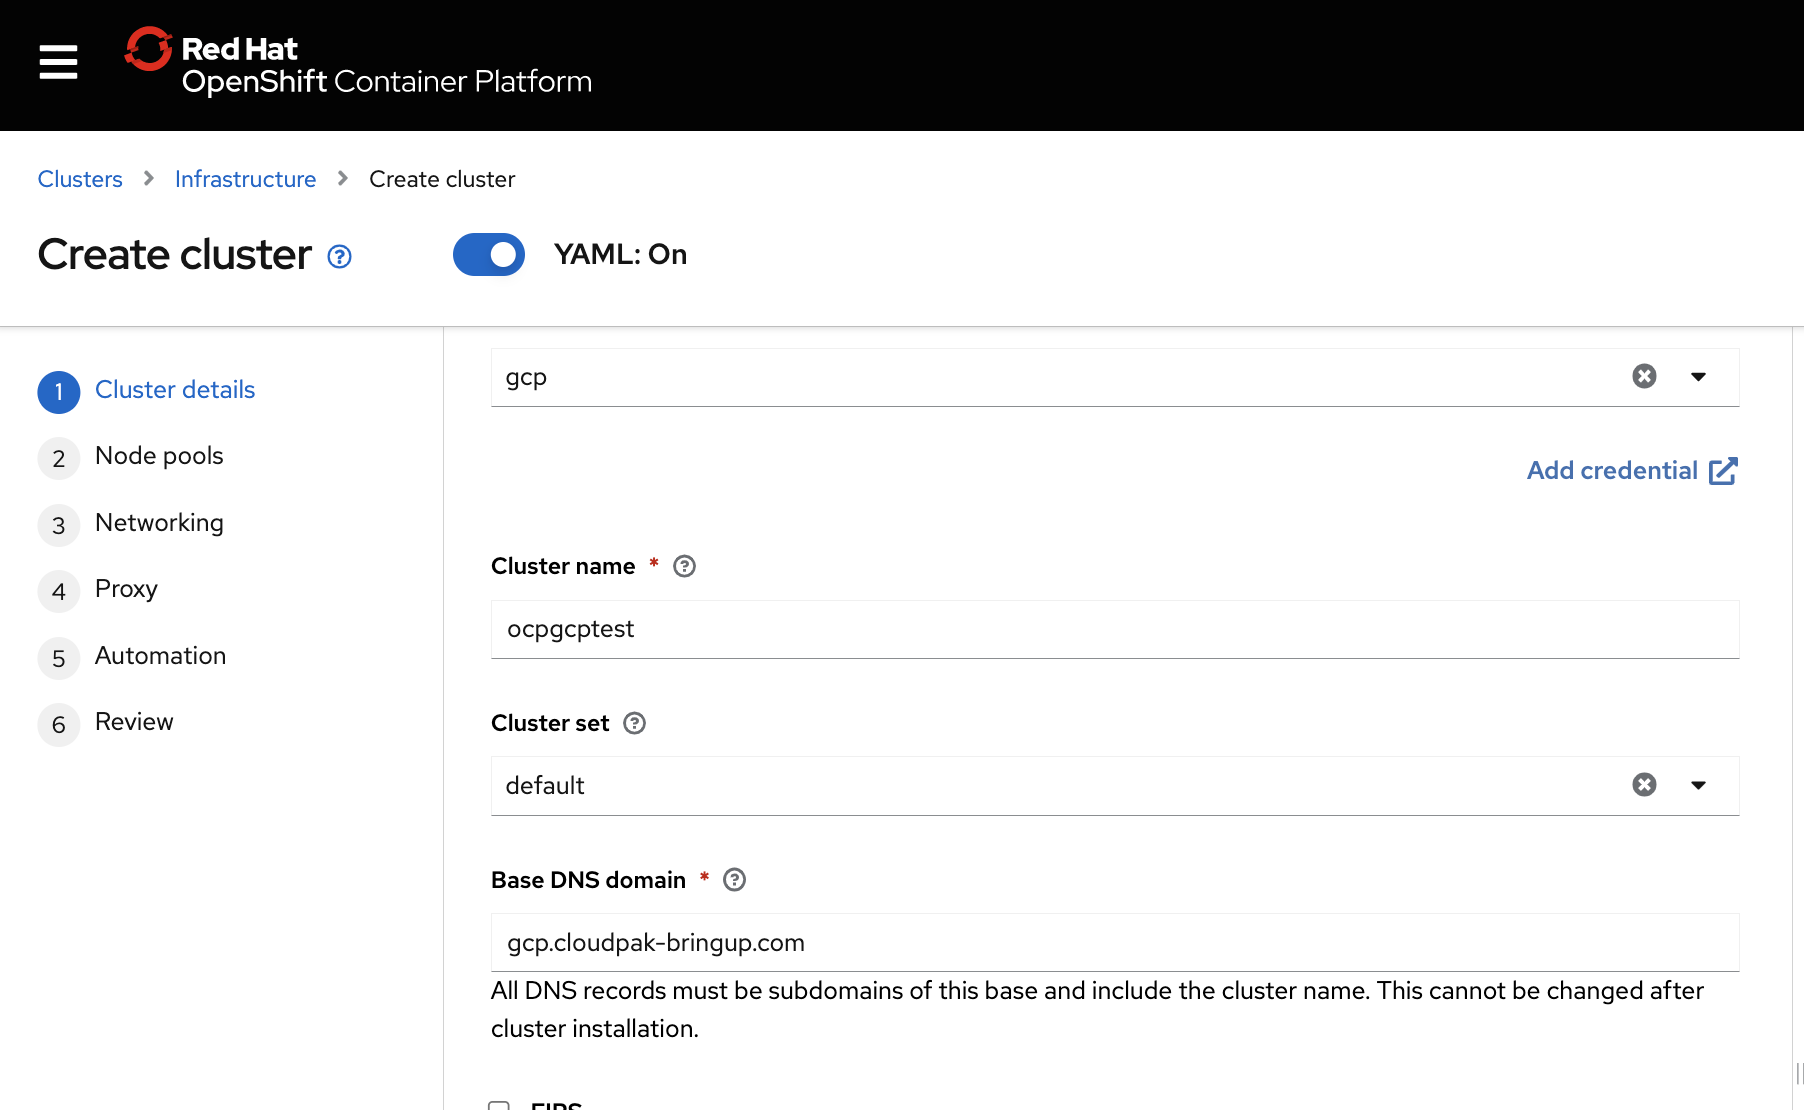 Red Hat
OpenShift Container Platform
Clusters > Infrastructure > Create cluster
Create cluster
YAML: On
1 Cluster details
2 Node pools
3 Networking
4 Proxy
5 Automation
6 Review
gcp
Add credential
Cluster name *
ocpgcptest
Cluster set
default
Base DNS domain *
gcp.cloudpak-bringup.com
All DNS records must be subdomains of this base and include the cluster name. This cannot be changed after
cluster installation.
FIPS